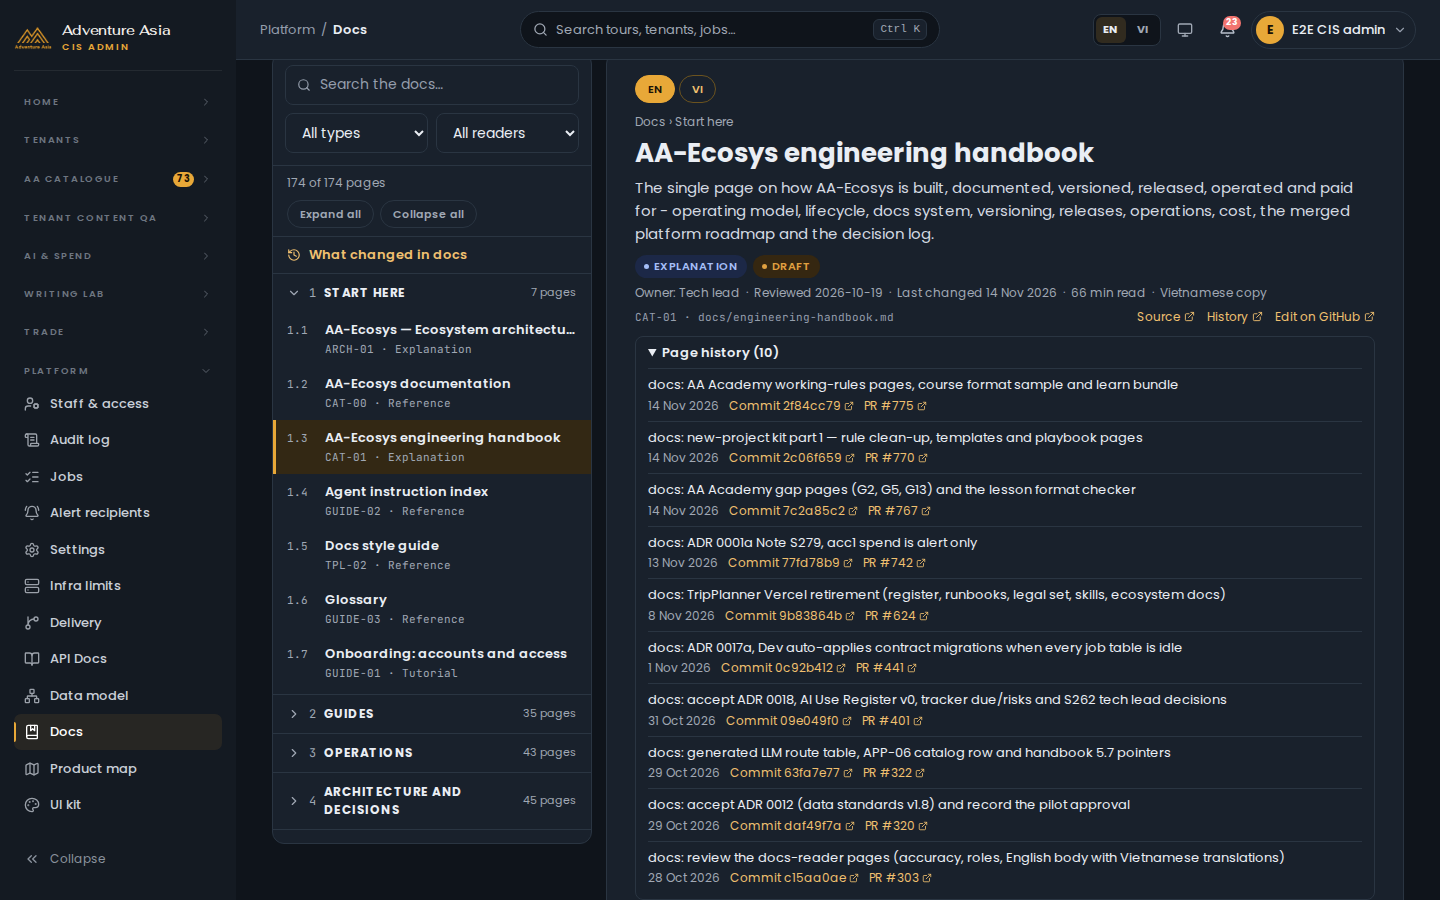 Adventure Asia
CIS ADMIN
Adventure Asia
HOME
TENANTS
AA CATALOGUE 73
TENANT CONTENT QA
AI & SPEND
WRITING LAB
TRADE
PLATFORM
Staff & access
Audit log
Jobs
Alert recipients
Settings
Infra limits
Delivery
API Docs
Data model
Docs
Product map
UI kit
Collapse
Platform / Docs
Search tours, tenants, jobs… Ctrl K
EN VI
23
E E2E CIS admin
Search the docs…
All types All readers
174 of 174 pages
Expand all Collapse all
What changed in docs
1 START HERE 7 pages
1.1 AA-Ecosys — Ecosystem architectu…
ARCH-01 · Explanation
1.2 AA-Ecosys documentation
CAT-00 · Reference
1.3 AA-Ecosys engineering handbook
CAT-01 · Explanation
1.4 Agent instruction index
GUIDE-02 · Reference
1.5 Docs style guide
TPL-02 · Reference
1.6 Glossary
GUIDE-03 · Reference
1.7 Onboarding: accounts and access
GUIDE-01 · Tutorial
2 GUIDES 35 pages
3 OPERATIONS 43 pages
4 ARCHITECTURE AND DECISIONS 45 pages
EN VI
Docs › Start here
AA-Ecosys engineering handbook
The single page on how AA-Ecosys is built, documented, versioned, released, operated and paid
for - operating model, lifecycle, docs system, versioning, releases, operations, cost, the merged
platform roadmap and the decision log.
EXPLANATION DRAFT
Owner: Tech lead · Reviewed 2026-10-19 · Last changed 14 Nov 2026 · 66 min read · Vietnamese copy
CAT-01 · docs/engineering-handbook.md Source History Edit on GitHub
Page history (10)
docs: AA Academy working-rules pages, course format sample and learn bundle
14 Nov 2026 Commit 2f84cc79 PR #775
docs: new-project kit part 1 — rule clean-up, templates and playbook pages
14 Nov 2026 Commit 2c06f659 PR #770
docs: AA Academy gap pages (G2, G5, G13) and the lesson format checker
14 Nov 2026 Commit 7c2a85c2 PR #767
docs: ADR 0001a Note S279, acc1 spend is alert only
13 Nov 2026 Commit 77fd78b9 PR #742
docs: TripPlanner Vercel retirement (register, runbooks, legal set, skills, ecosystem docs)
8 Nov 2026 Commit 9b83864b PR #624
docs: ADR 0017a, Dev auto-applies contract migrations when every job table is idle
1 Nov 2026 Commit 0c92b412 PR #441
docs: accept ADR 0018, AI Use Register v0, tracker due/risks and S262 tech lead decisions
31 Oct 2026 Commit 09e049f0 PR #401
docs: generated LLM route table, APP-06 catalog row and handbook 5.7 pointers
29 Oct 2026 Commit 63fa7e77 PR #322
docs: accept ADR 0012 (data standards v1.8) and record the pilot approval
29 Oct 2026 Commit daf49f7a PR #320
docs: review the docs-reader pages (accuracy, roles, English body with Vietnamese translations)
28 Oct 2026 Commit c15aa0ae PR #303